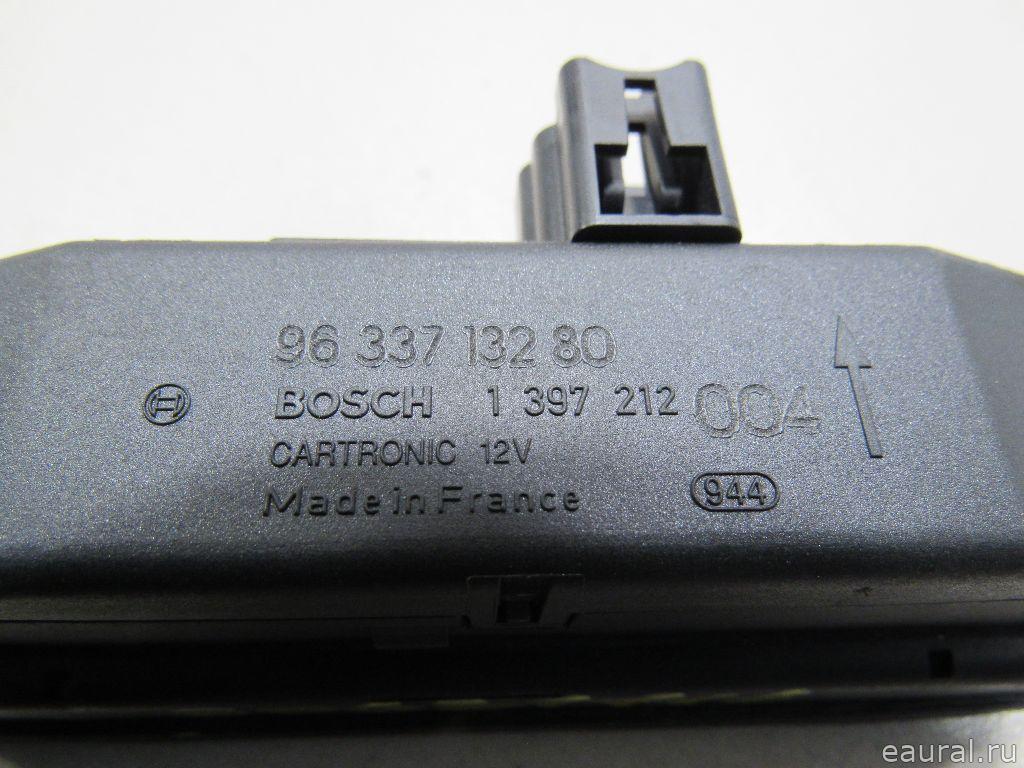 96 337 132 80
BOSCH 1 397 212 004
CARTRONIC 12V
Made in France
944
eaural.ru